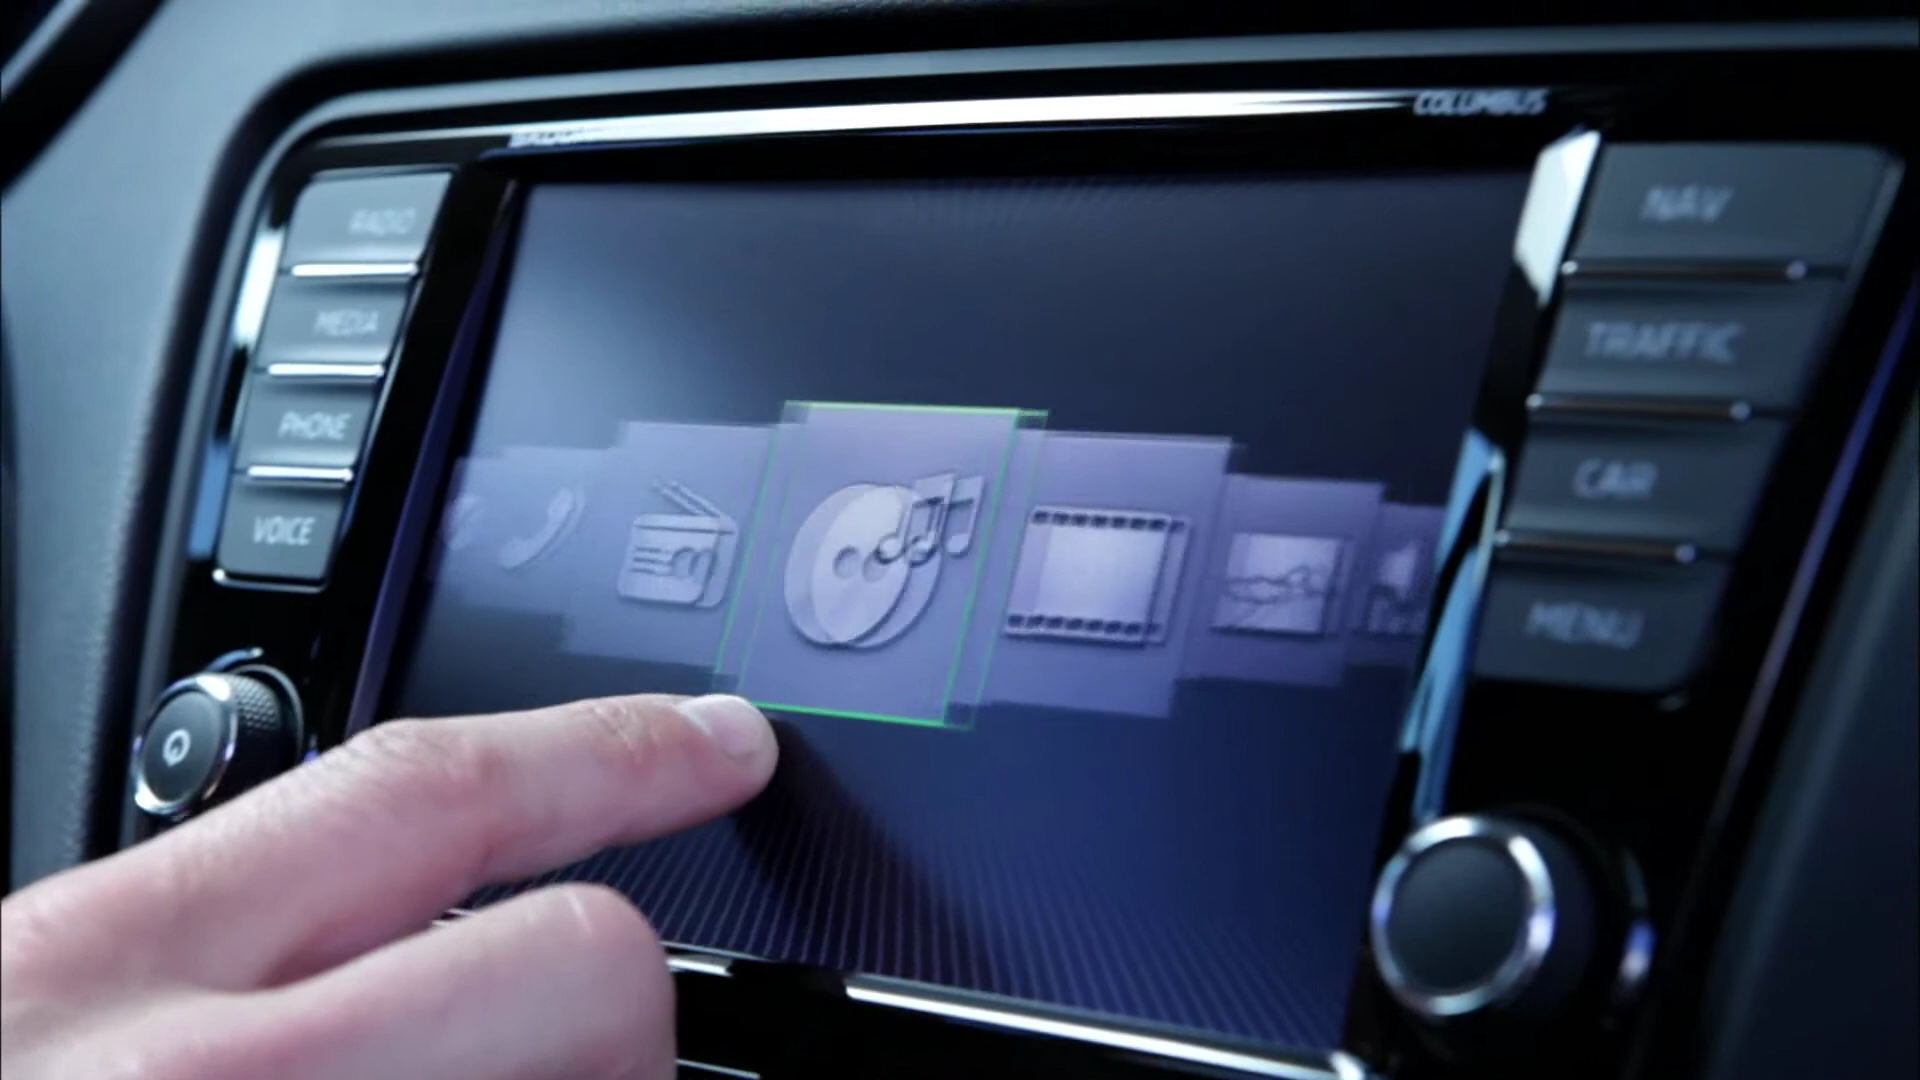 COLUMBUS
RADIO
MEDIA
PHONE
VOICE
NAV
TRAFFIC
CAR
MENU